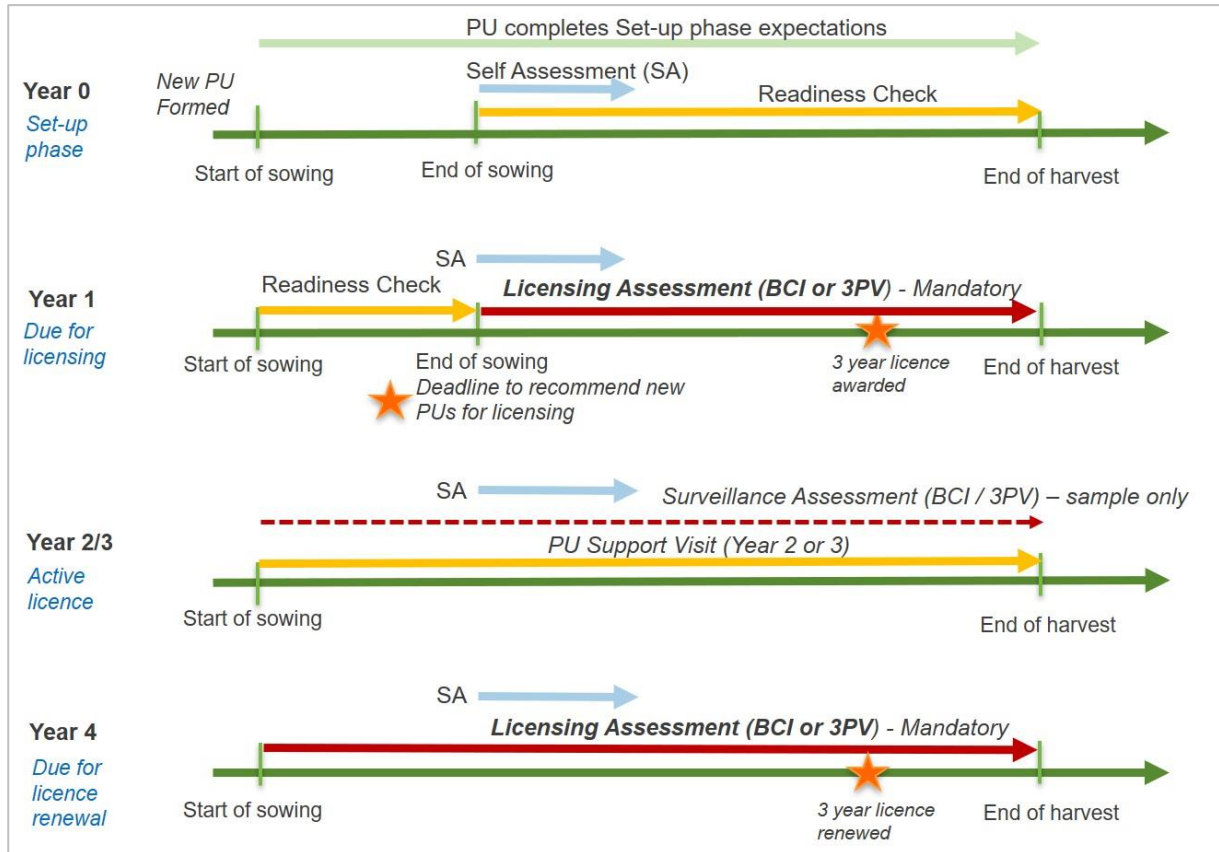 PU completes Set-up phase expectations
Year 0
Set-up
phase
New PU
Formed
Self Assessment (SA)
Readiness Check
Start of sowing
End of sowing
End of harvest
Year 1
Due for
licensing
SA
Readiness Check
Licensing Assessment (BCI or 3PV) - Mandatory
Start of sowing
End of sowing
Deadline to recommend new
PUs for licensing
3 year licence
awarded
End of harvest
Year 2/3
Active
licence
SA
Surveillance Assessment (BCI / 3PV) – sample only
PU Support Visit (Year 2 or 3)
Start of sowing
End of harvest
Year 4
Due for
licence
renewal
SA
Licensing Assessment (BCI or 3PV) - Mandatory
Start of sowing
3 year licence
renewed
End of harvest